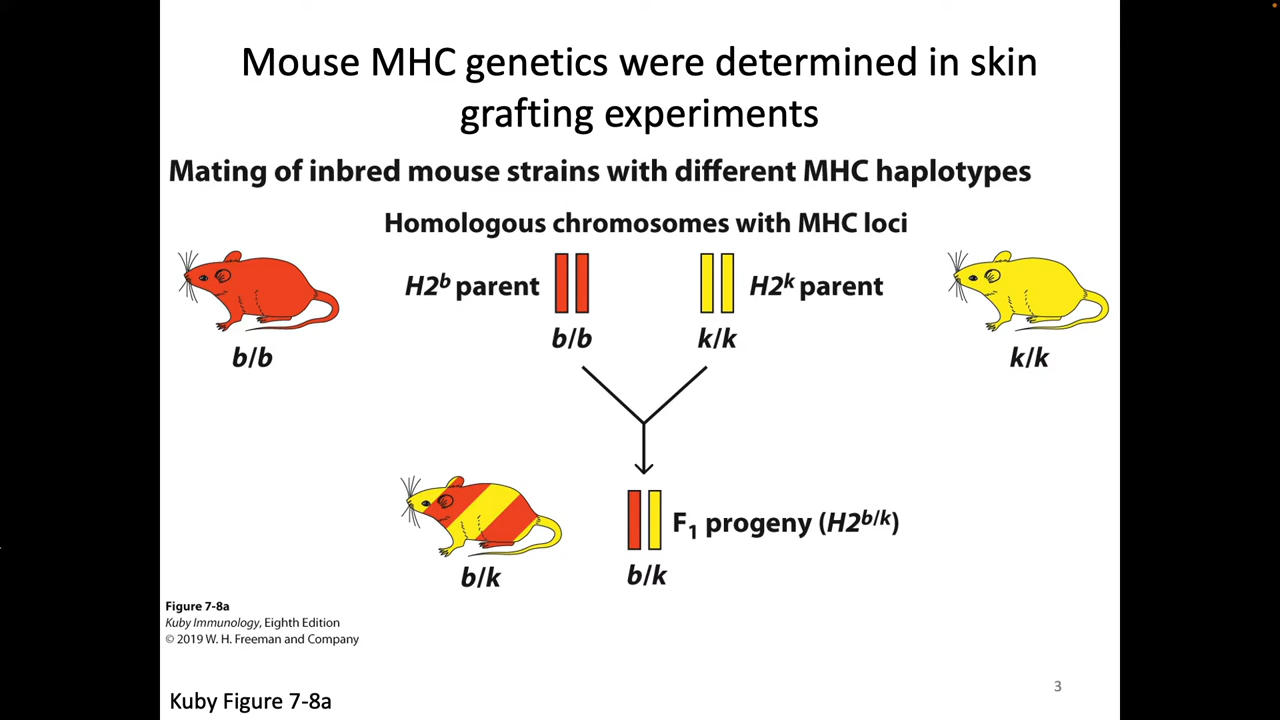 Mouse MHC genetics were determined in skin
grafting experiments
Mating of inbred mouse strains with different MHC haplotypes
Homologous chromosomes with MHC loci
H2b parent
H2k parent
b/b
b/b
k/k
k/k
F1 progeny (H2b/k)
b/k
b/k
Figure 7-8a
Kuby Immunology, Eighth Edition
© 2019 W. H. Freeman and Company
Kuby Figure 7-8a
3